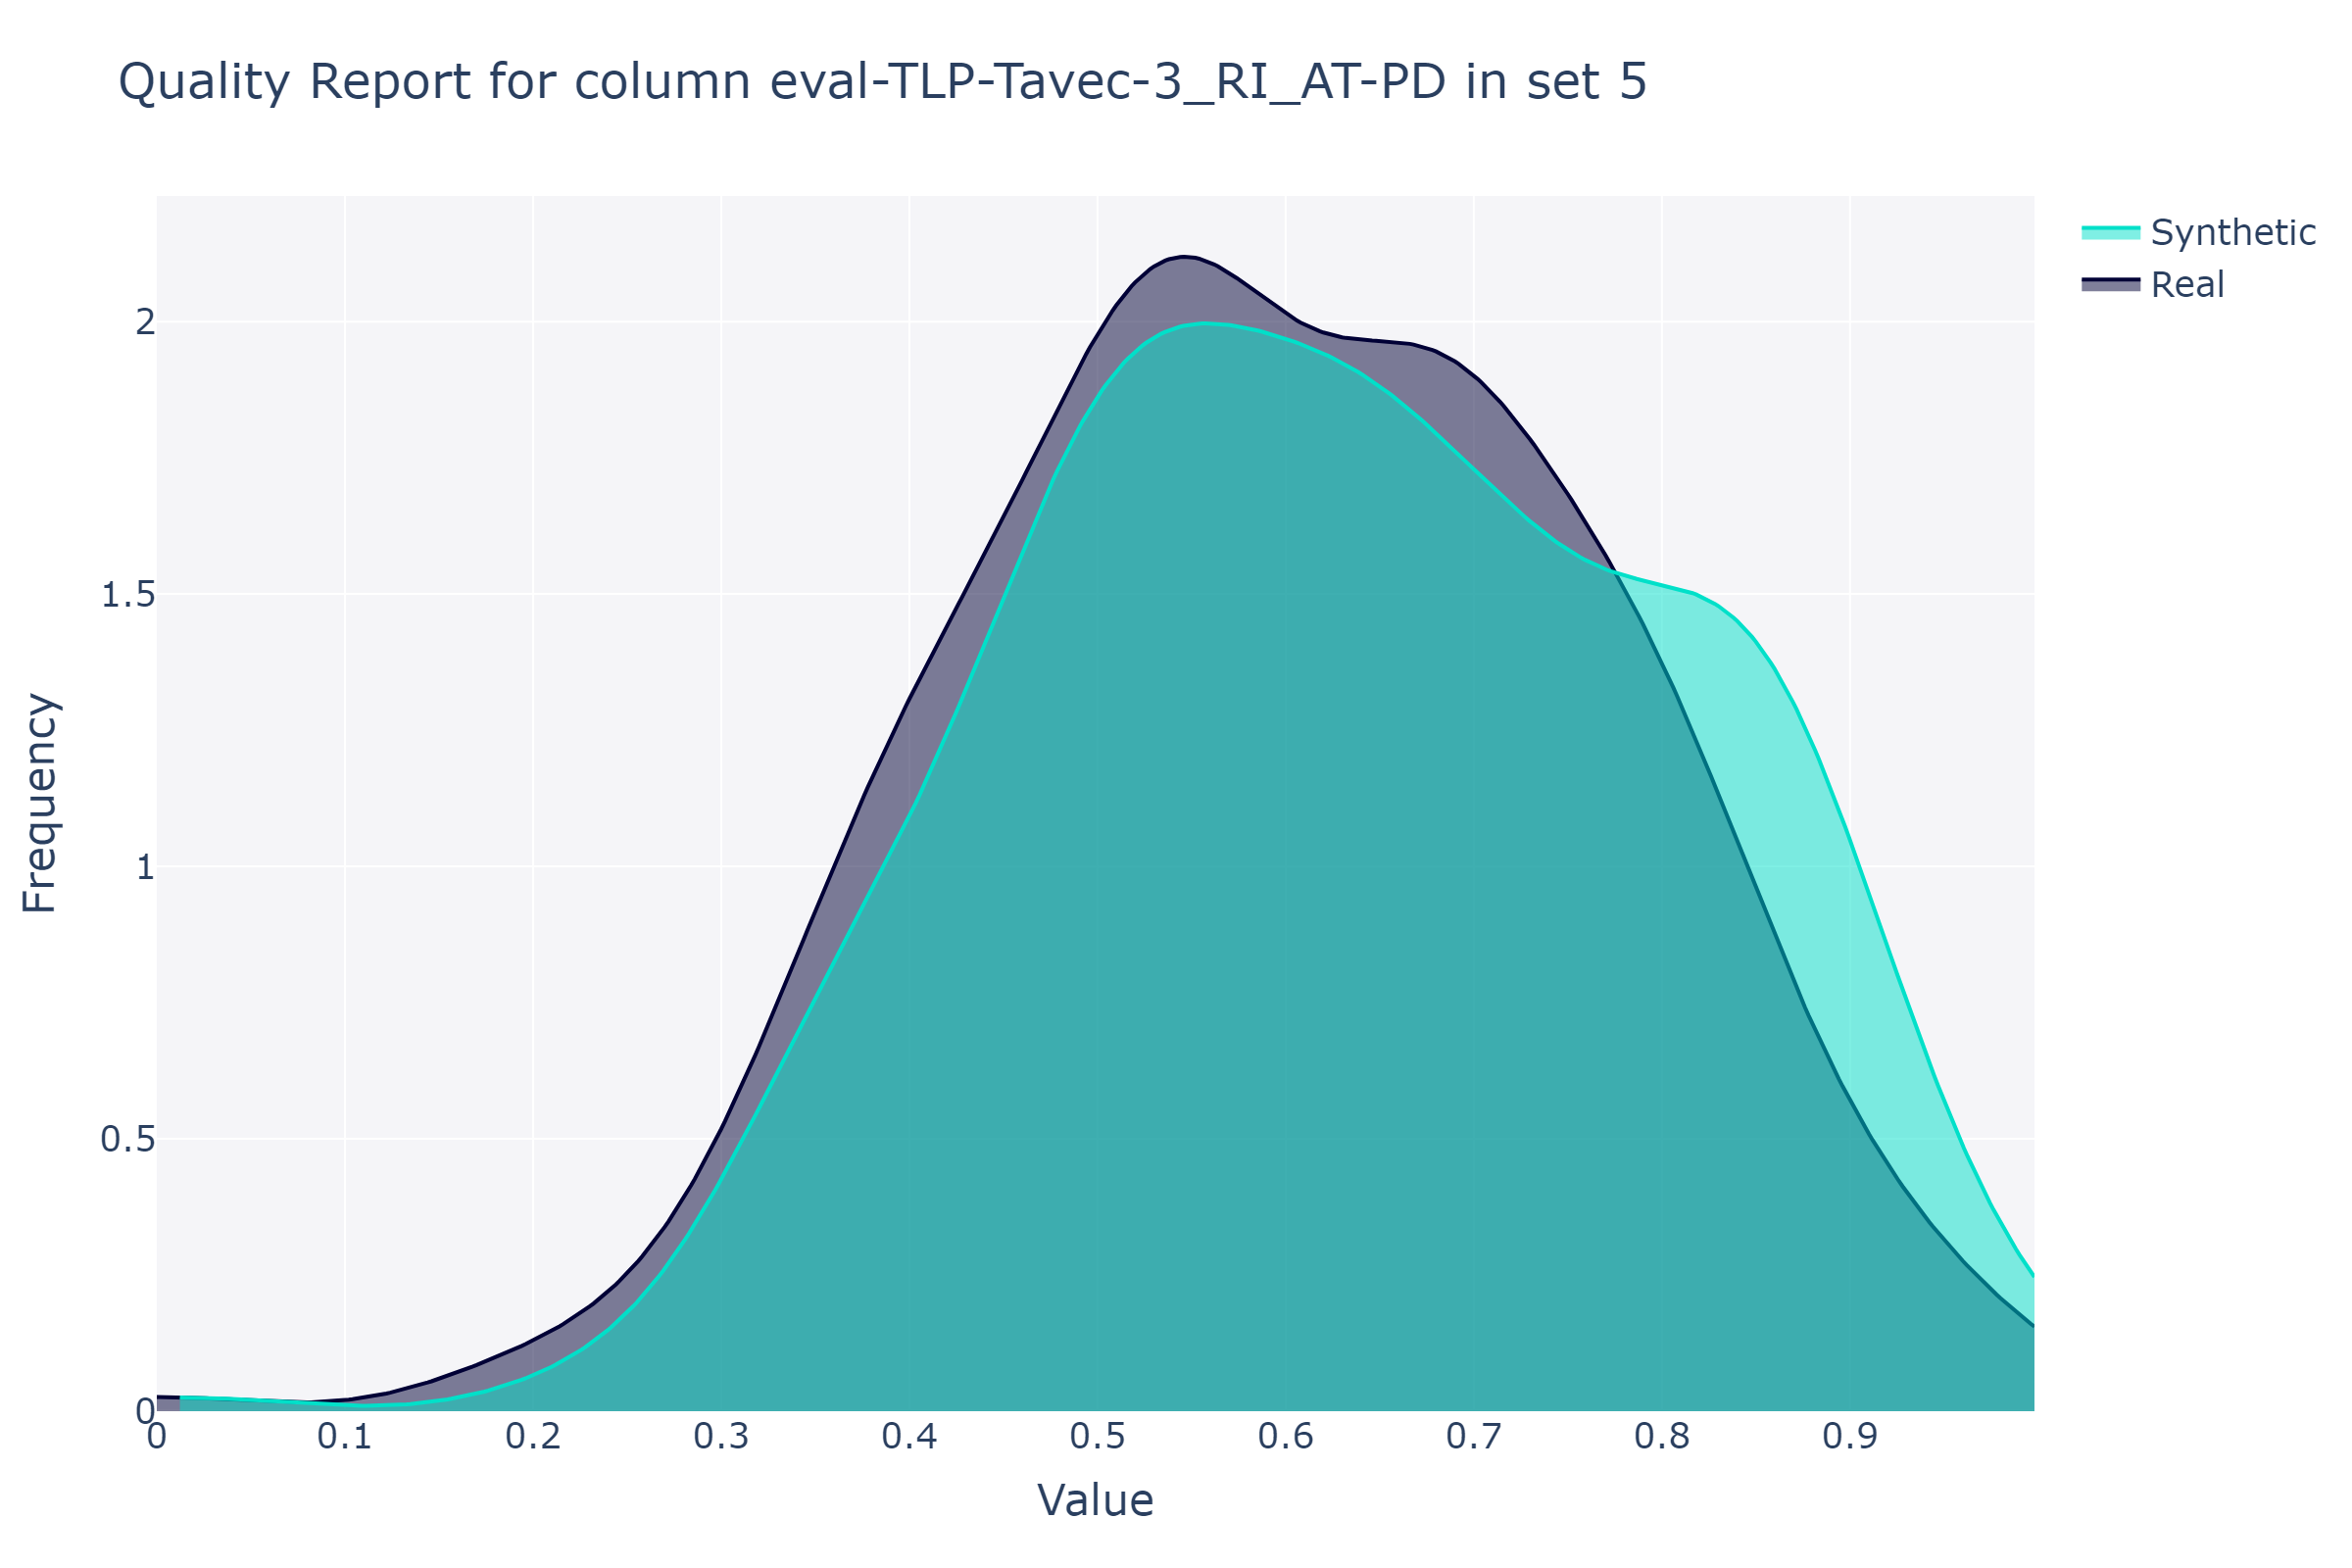 Quality Report for column eval-TLP-Tavec-3_RI_AT-PD in set 5
Synthetic
Real
Frequency
2
1.5
1
0.5
0
0 0.1 0.2 0.3 0.4 0.5 0.6 0.7 0.8 0.9
Value